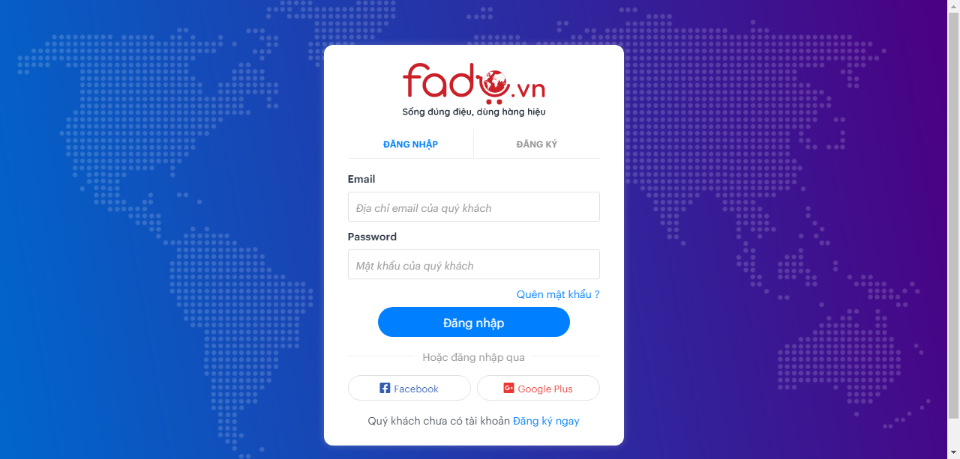 fado.vn
Sống đúng điệu, dùng hàng hiệu
ĐĂNG NHẬP
ĐĂNG KÝ
Email
Địa chỉ email của quý khách
Password
Mật khẩu của quý khách
Quên mật khẩu ?
Đăng nhập
Hoặc đăng nhập qua
Facebook
Google Plus
Quý khách chưa có tài khoản Đăng ký ngay